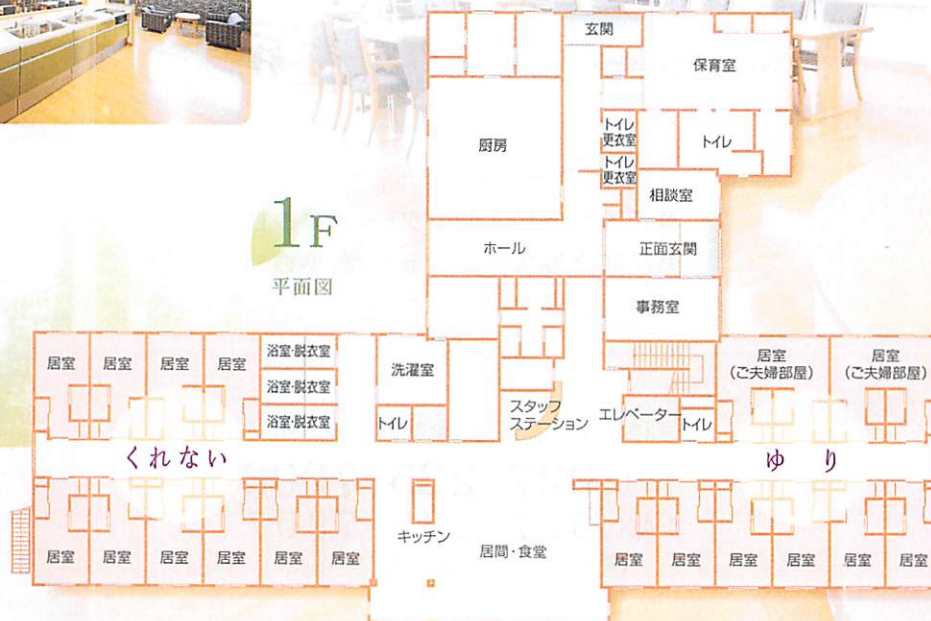 玄関
保育室
トイレ
更衣室
トイレ
更衣室
トイレ
厨房
相談室
1F
平面図
ホール
正面玄関
事務室
居室
居室
居室
居室
浴室・脱衣室
浴室・脱衣室
浴室・脱衣室
洗濯室
トイレ
スタッフ
ステーション
エレベーター
トイレ
居室
(ご夫婦部屋)
居室
(ご夫婦部屋)
くれない
ゆり
居室
居室
居室
居室
居室
居室
キッチン
居間・食堂
居室
居室
居室
居室
居室
居室